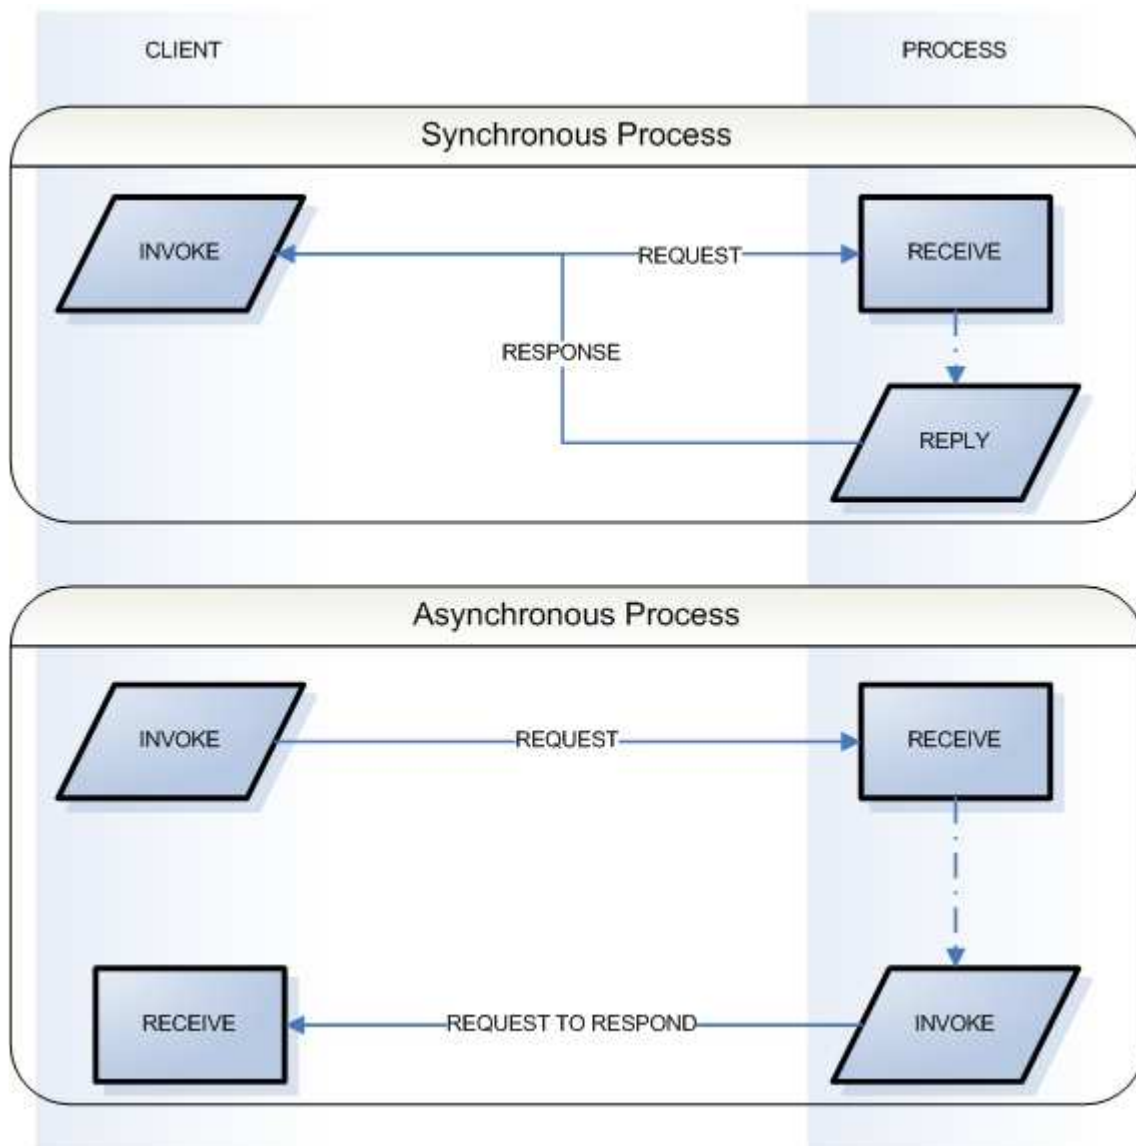 CLIENT
PROCESS
Synchronous Process
INVOKE
REQUEST
RECEIVE
RESPONSE
REPLY
Asynchronous Process
INVOKE
REQUEST
RECEIVE
RECEIVE
REQUEST TO RESPOND
INVOKE